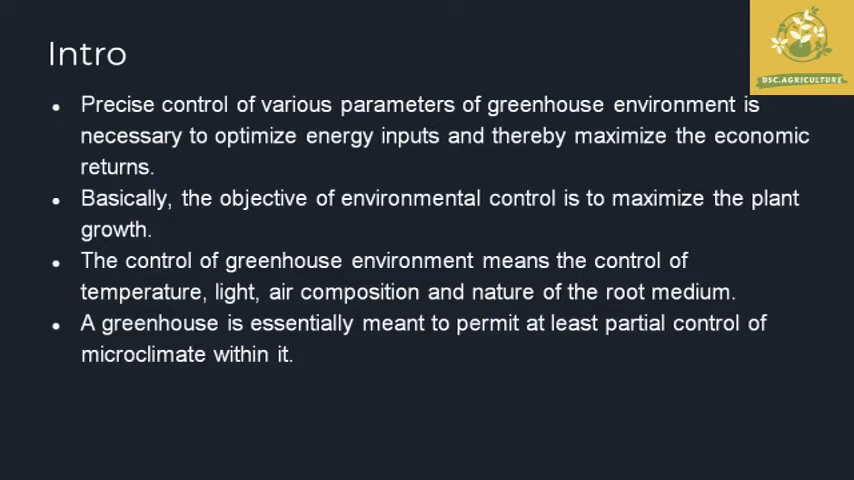 Intro
DSC.AGRICULTURE
• Precise control of various parameters of greenhouse environment is
necessary to optimize energy inputs and thereby maximize the economic
returns.
• Basically, the objective of environmental control is to maximize the plant
growth.
• The control of greenhouse environment means the control of
temperature, light, air composition and nature of the root medium.
• A greenhouse is essentially meant to permit at least partial control of
microclimate within it.